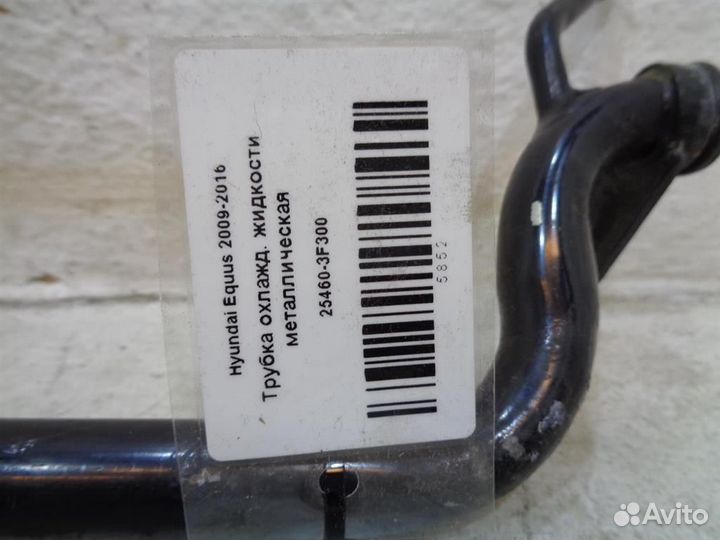 Hyundai Equus 2009-2016
Трубка охлажд. жидкости
металлическая
25460-3F300
5852
Avito